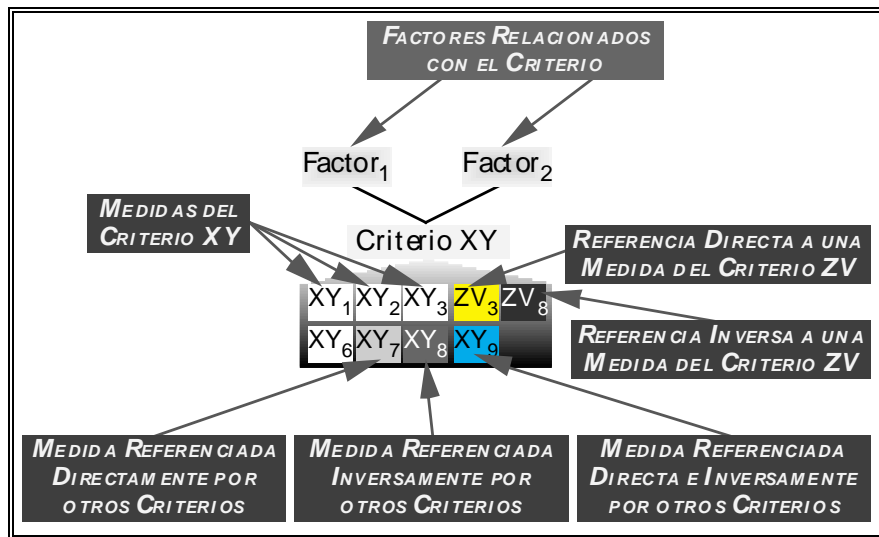 FACTORES RELACIONADOS
CON EL CRITERIO
Factor1 Factor2
MEDIDAS DEL
CRITERIO XY
Criterio XY
REFERENCIA DIRECTA A UNA
MEDIDA DEL CRITERIO ZV
XY1 XY2 XY3 ZV3 ZV8
XY6 XY7 XY8 XY9
REFERENCIA INVERSA A UNA
MEDIDA DEL CRITERIO ZV
MEDIDA REFERENCIADA
DIRECTAMENTE POR
OTROS CRITERIOS
MEDIDA REFERENCIADA
INVERSAMENTE POR
OTROS CRITERIOS
MEDIDA REFERENCIADA
DIRECTA E INVERSAMENTE
POR OTROS CRITERIOS